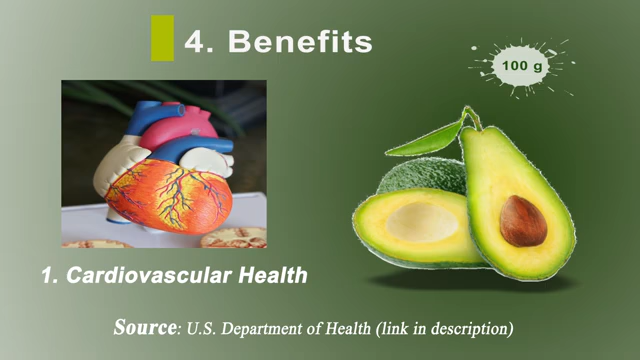 4. Benefits
100 g
1. Cardiovascular Health
Source: U.S. Department of Health (link in description)